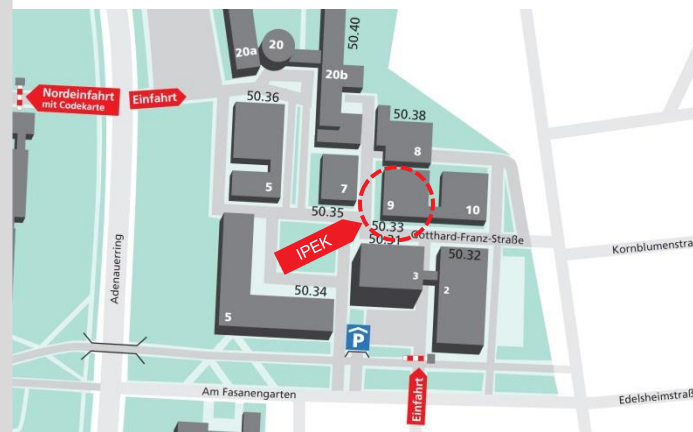 20
20a
20b
50.40
Nordeinfahrt
mit Codekarte
Einfahrt
50.36
50.38
8
5
7
9
10
50.35
50.33
Gotthard-Franz-Straße
50.31
50.32
IPEK
Kornblumenstra
3
2
50.34
5
Adenauerring
P
Am Fasanengarten
Einfahrt
Edelsheimstraß